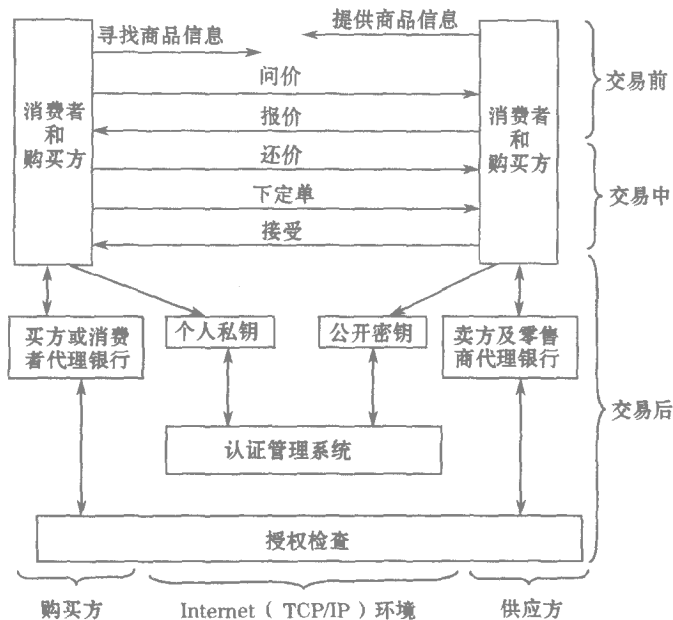 寻找商品信息
提供商品信息
问价
报价
还价
下定单
接受
消费者
和
购买方
消费者
和
购买方
交易前
交易中
买方或消费
者代理银行
个人私钥
公开密钥
卖方及零售
商代理银行
交易后
认证管理系统
授权检查
购买方
Internet ( TCP/IP ) 环境
供应方